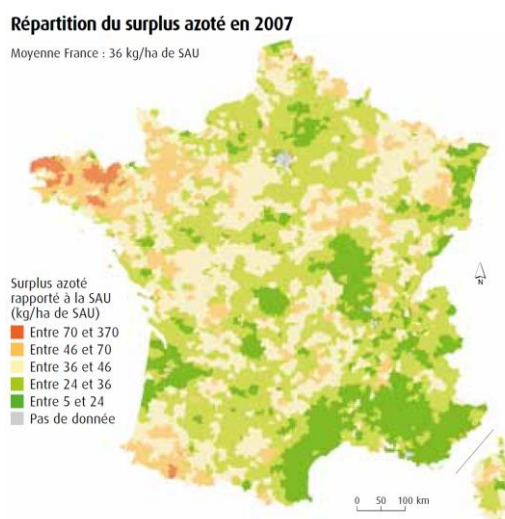 Répartition du surplus azoté en 2007
Moyenne France : 36 kg/ha de SAU
N
Surplus azoté
rapporté à la SAU
(kg/ha de SAU)
Entre 70 et 370
Entre 46 et 70
Entre 36 et 46
Entre 24 et 36
Entre 5 et 24
Pas de donnée
0 50 100 km